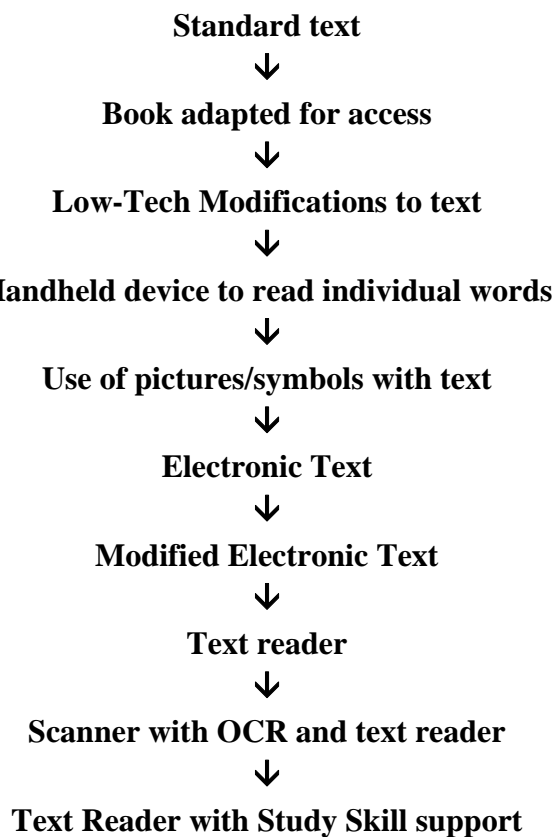 Standard text
↓
Book adapted for access
↓
Low-Tech Modifications to text
↓
device to read individual words
↓
Use of pictures/symbols with text
↓
Electronic Text
↓
Modified Electronic Text
↓
Text reader
↓
Scanner with OCR and text reader
↓
Text Reader with Study Skill support